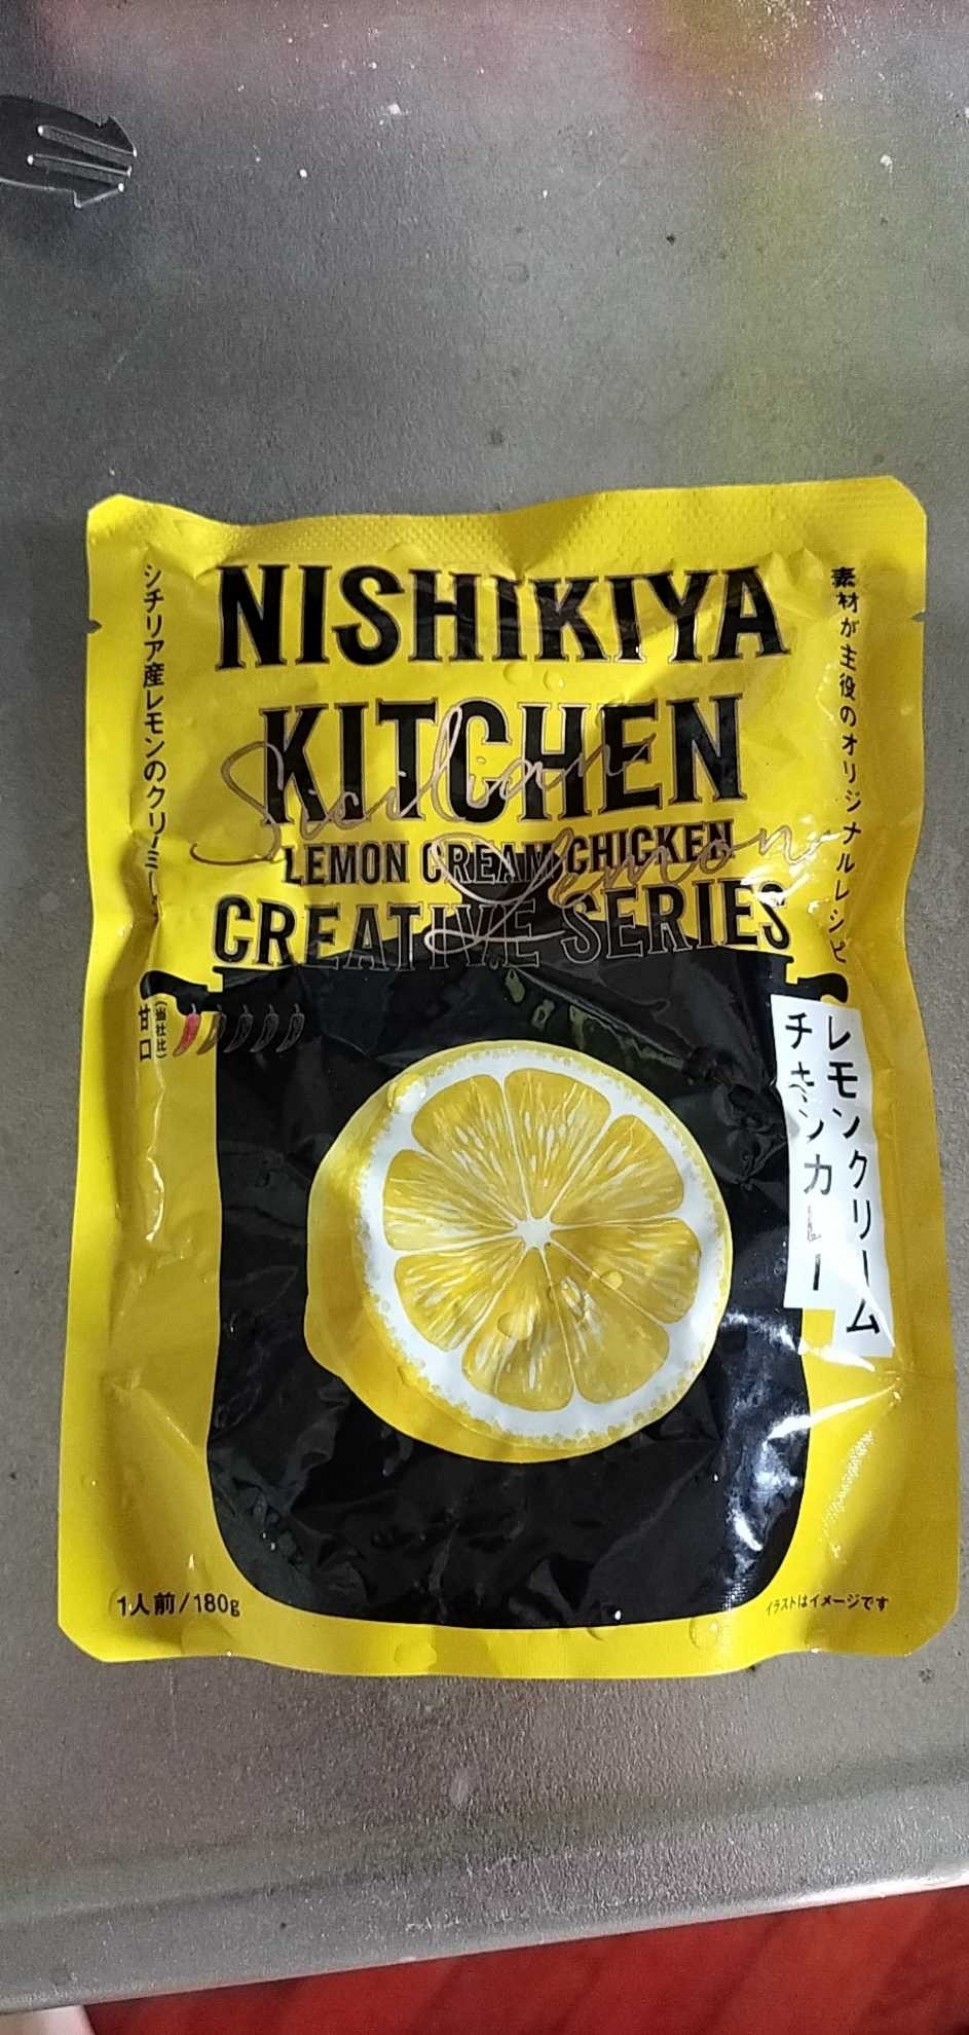 NISHIKIYA
KITCHEN
Sicilian
Lemon
LEMON CREAM CHICKEN
CREATIVE SERIES
素材が主役のオリジナルレシピ
シチリア産レモンのクリーミー
甘口
(当社比)
レモンクリーム
チキンカレー
1人前/180g
イラストはイメージです